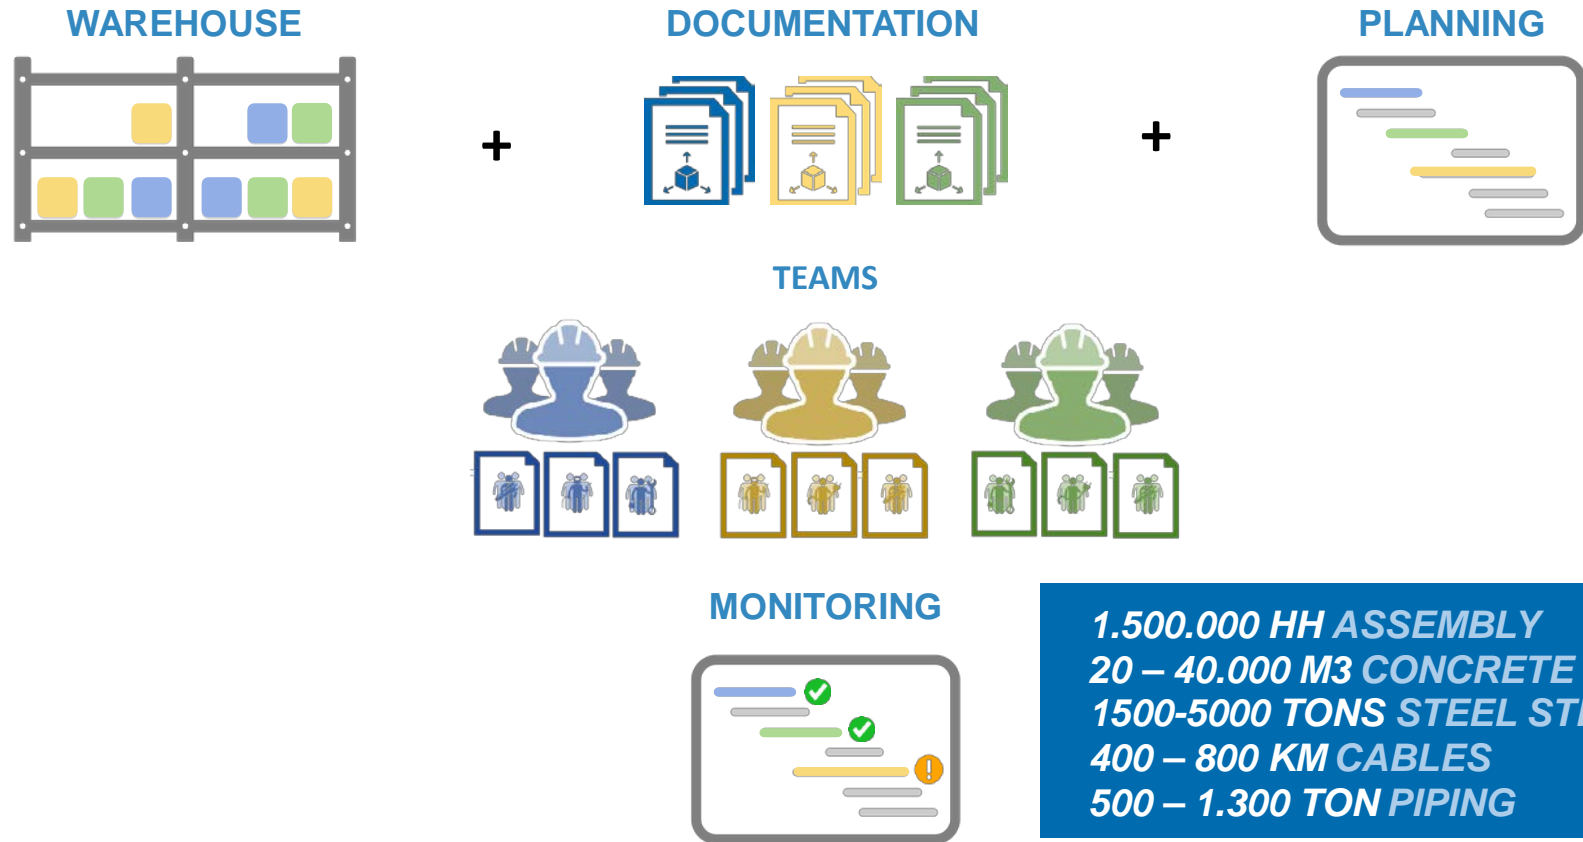 WAREHOUSE
DOCUMENTATION
PLANNING
+
+
TEAMS
MONITORING
1.500.000 HH ASSEMBLY
20 – 40.000 M3 CONCRETE
1500-5000 TONS STEEL
400 – 800 KM CABLES
500 – 1.300 TON PIPING